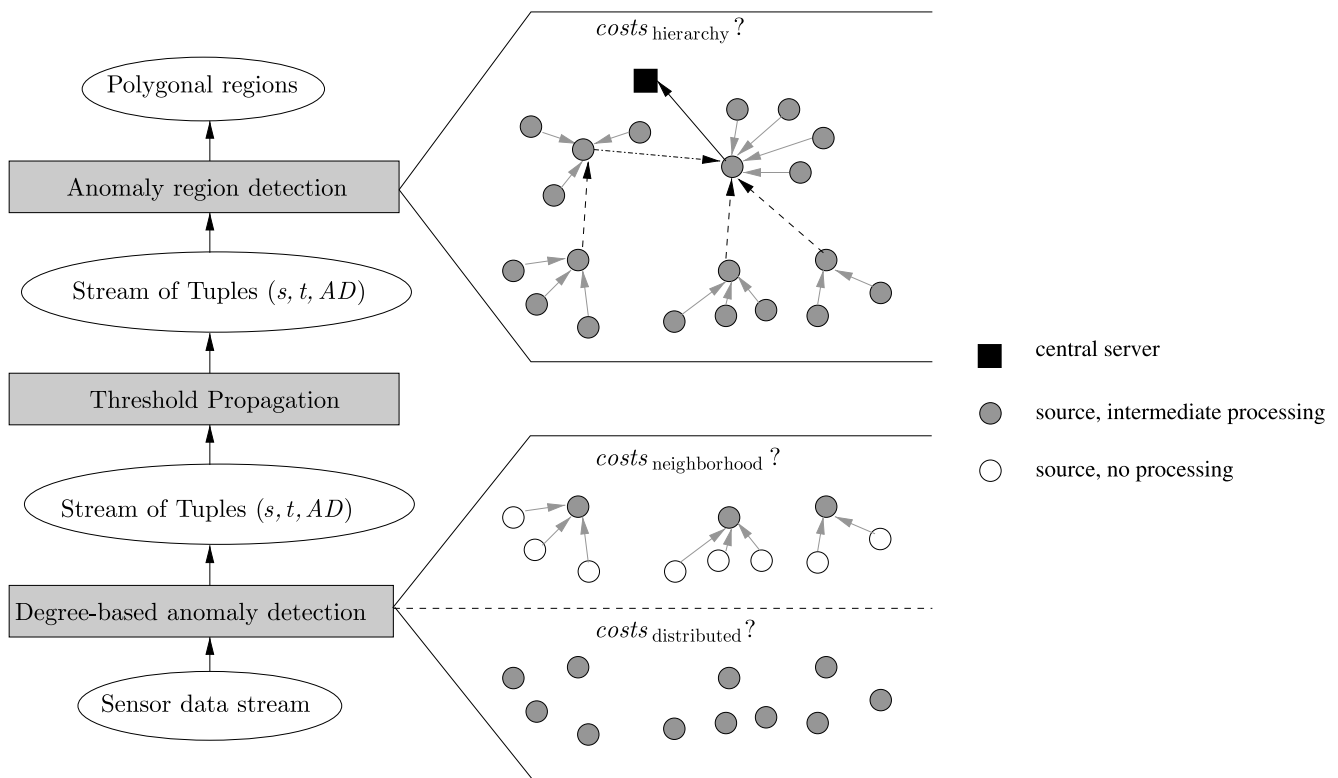 costs hierarchy ?
Polygonal regions
Anomaly region detection
Stream of Tuples (s, t, AD)
central server
Threshold Propagation
source, intermediate processing
costs neighborhood ?
source, no processing
Stream of Tuples (s, t, AD)
Degree-based anomaly detection
costs distributed ?
Sensor data stream